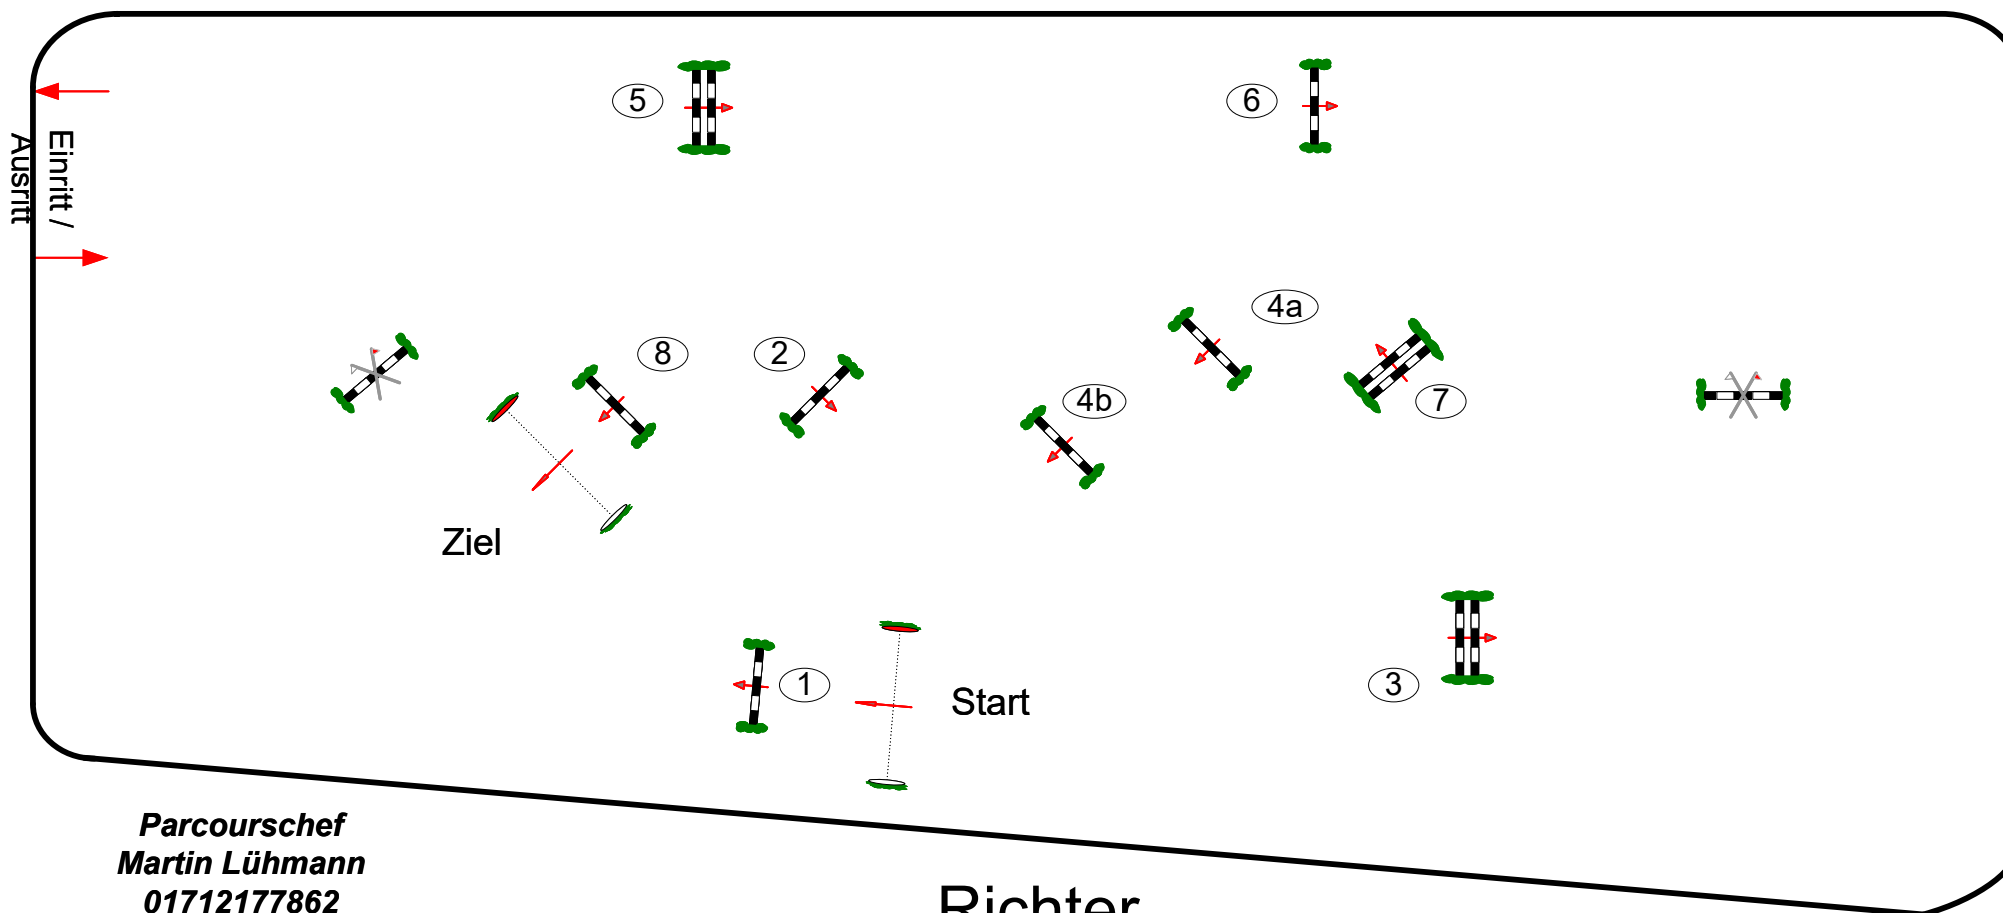 5
6
Einritt /
Ausritt
4a
8
2
4b
7
Ziel
1
Start
3
Parcourschef
Martin Lühmann
01712177862
Richter